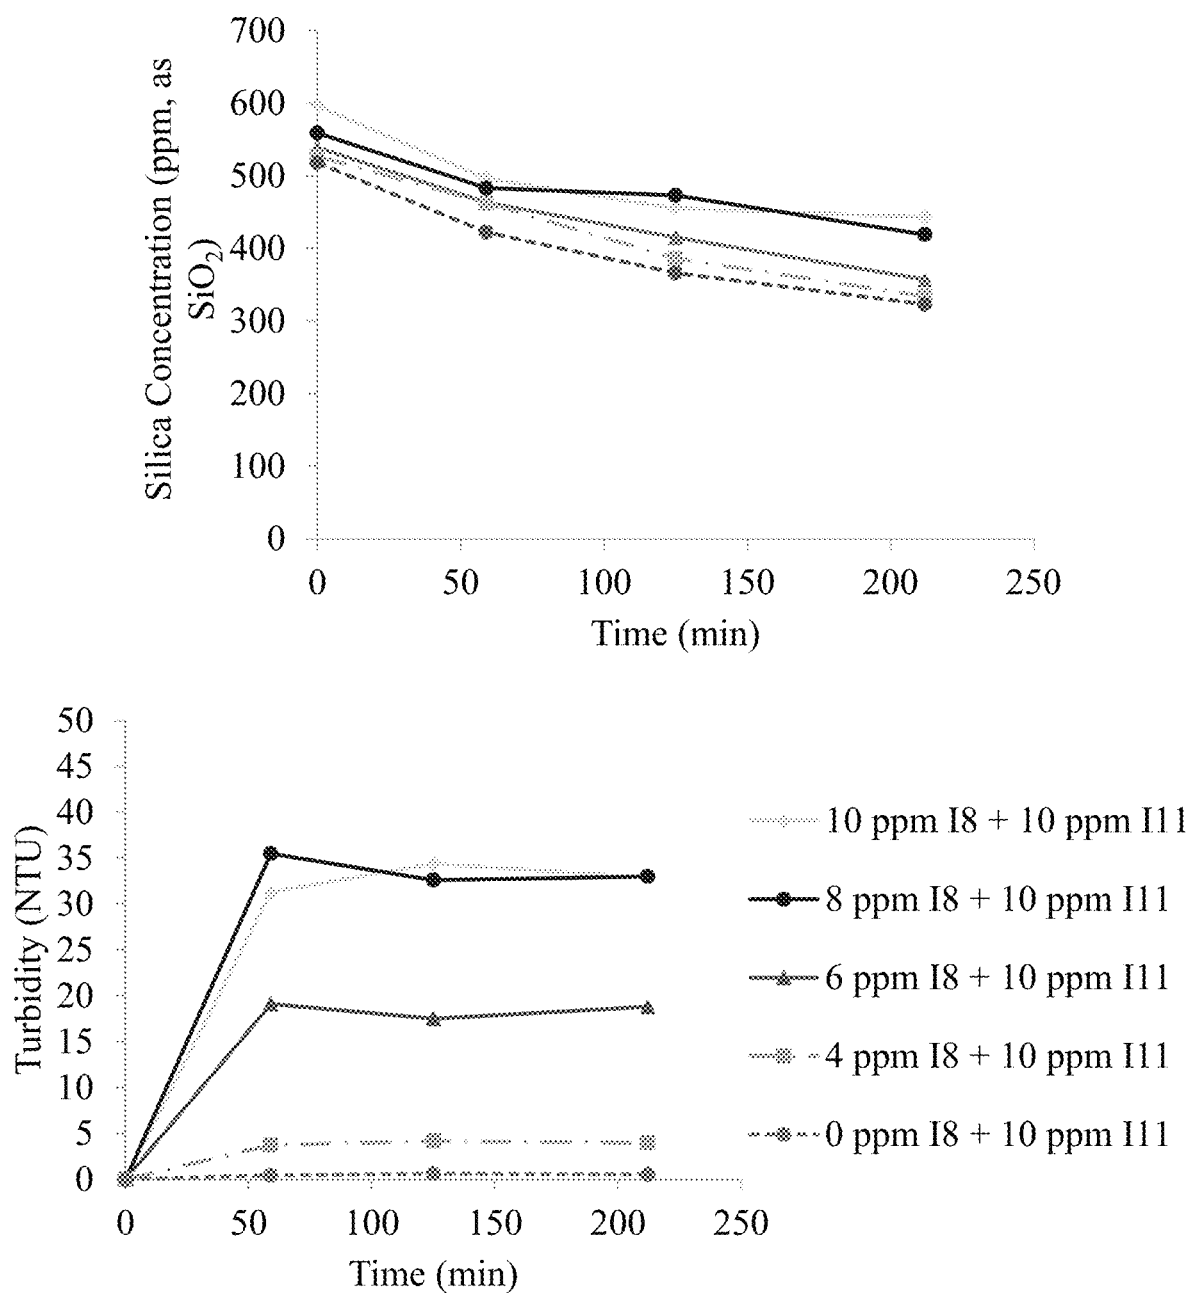 Silica Concentration (ppm, as
SiO₂)
700
600
500
400
300
200
100
0
0 50 100 150 200 250
Time (min)
Turbidity (NTU)
50
45
40
35
30
25
20
15
10
5
0
0 50 100 150 200 250
Time (min)
10 ppm I8 + 10 ppm I11
8 ppm I8 + 10 ppm I11
6 ppm I8 + 10 ppm I11
4 ppm I8 + 10 ppm I11
0 ppm I8 + 10 ppm I11